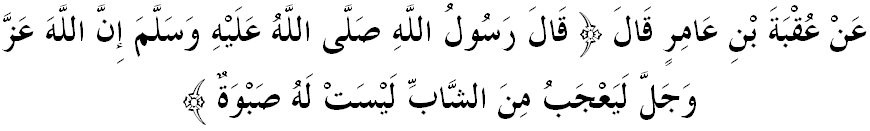 عَنْ عُقْبَةَ بْنِ عَامِرٍ قَالَ ﴿ قَالَ رَسُولُ اللَّهِ صَلَّى اللَّهُ عَلَيْهِ وَسَلَّمَ إِنَّ اللَّهَ عَزَّ
وَجَلَّ لَيَعْجَبُ مِنَ الشَّابِّ لَيْسَتْ لَهُ صَبْوَةٌ ﴾